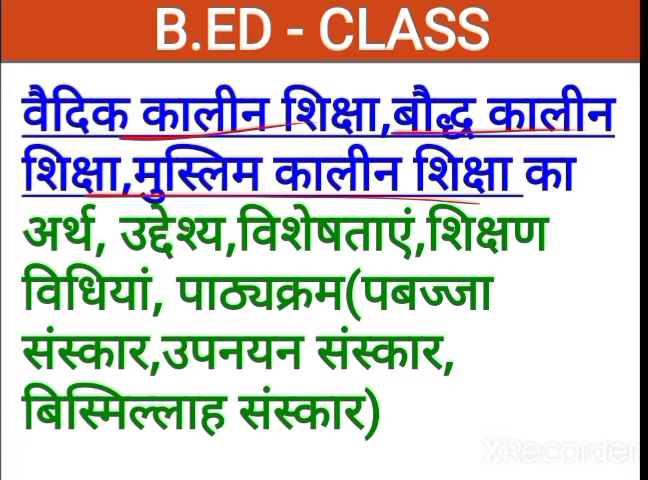 B.ED - CLASS
वैदिक कालीन शिक्षा,बौद्ध कालीन
शिक्षा,मुस्लिम कालीन शिक्षा का
अर्थ, उद्देश्य,विशेषताएं,शिक्षण
विधियां, पाठ्यक्रम(पबज्जा
संस्कार,उपनयन संस्कार,
बिस्मिल्लाह संस्कार)
XRecorder